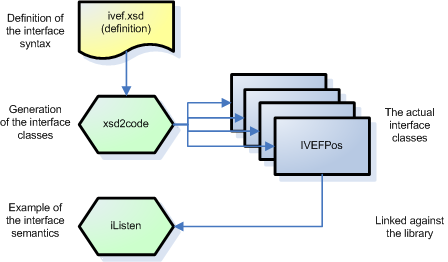 Definition of
the interface
syntax
ivef.xsd
(definition)
Generation
of the interface
classes
xsd2code
IVEFPos
The actual
interface
classes
Example of
the interface
semantics
iListen
Linked against
the library